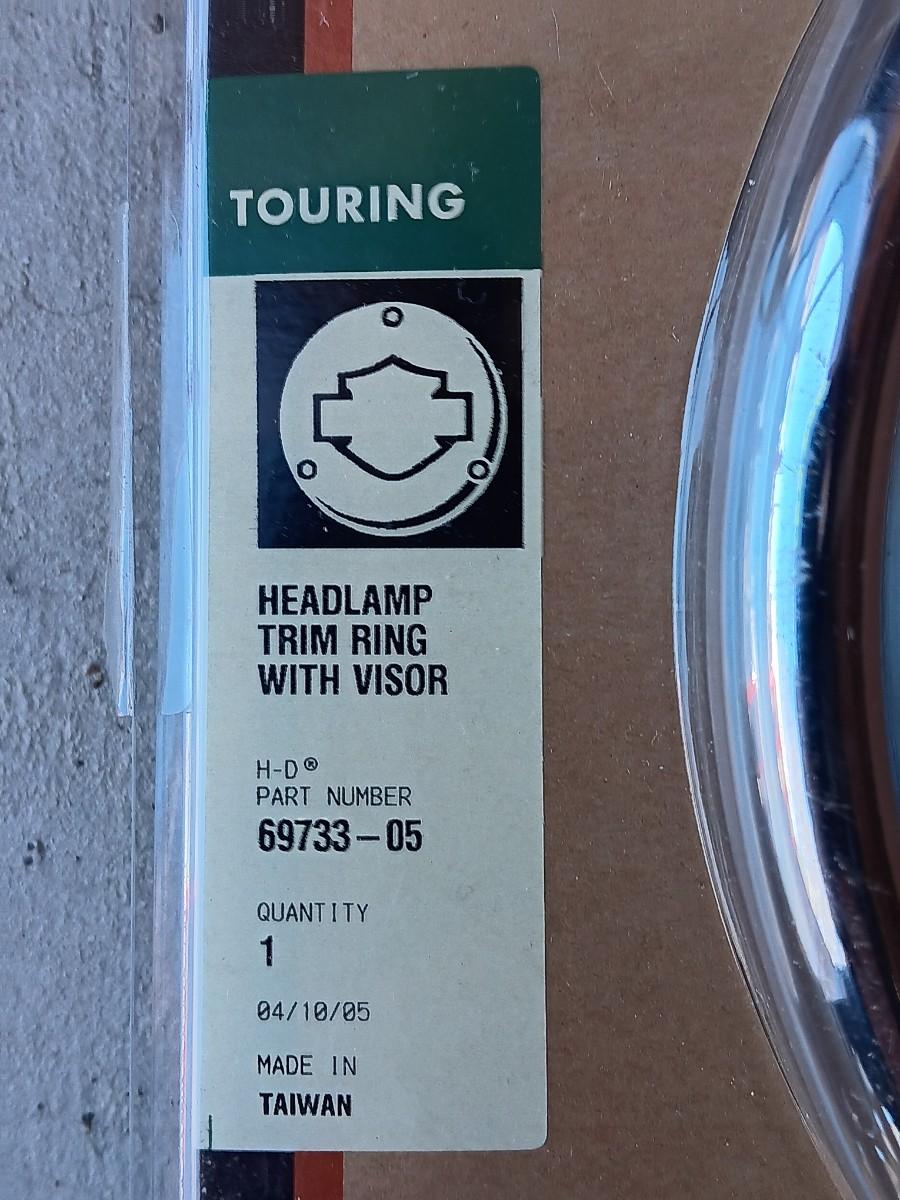 TOURING
HEADLAMP
TRIM RING
WITH VISOR
H-D®
PART NUMBER
69733-05
QUANTITY
1
04/10/05
MADE IN
TAIWAN